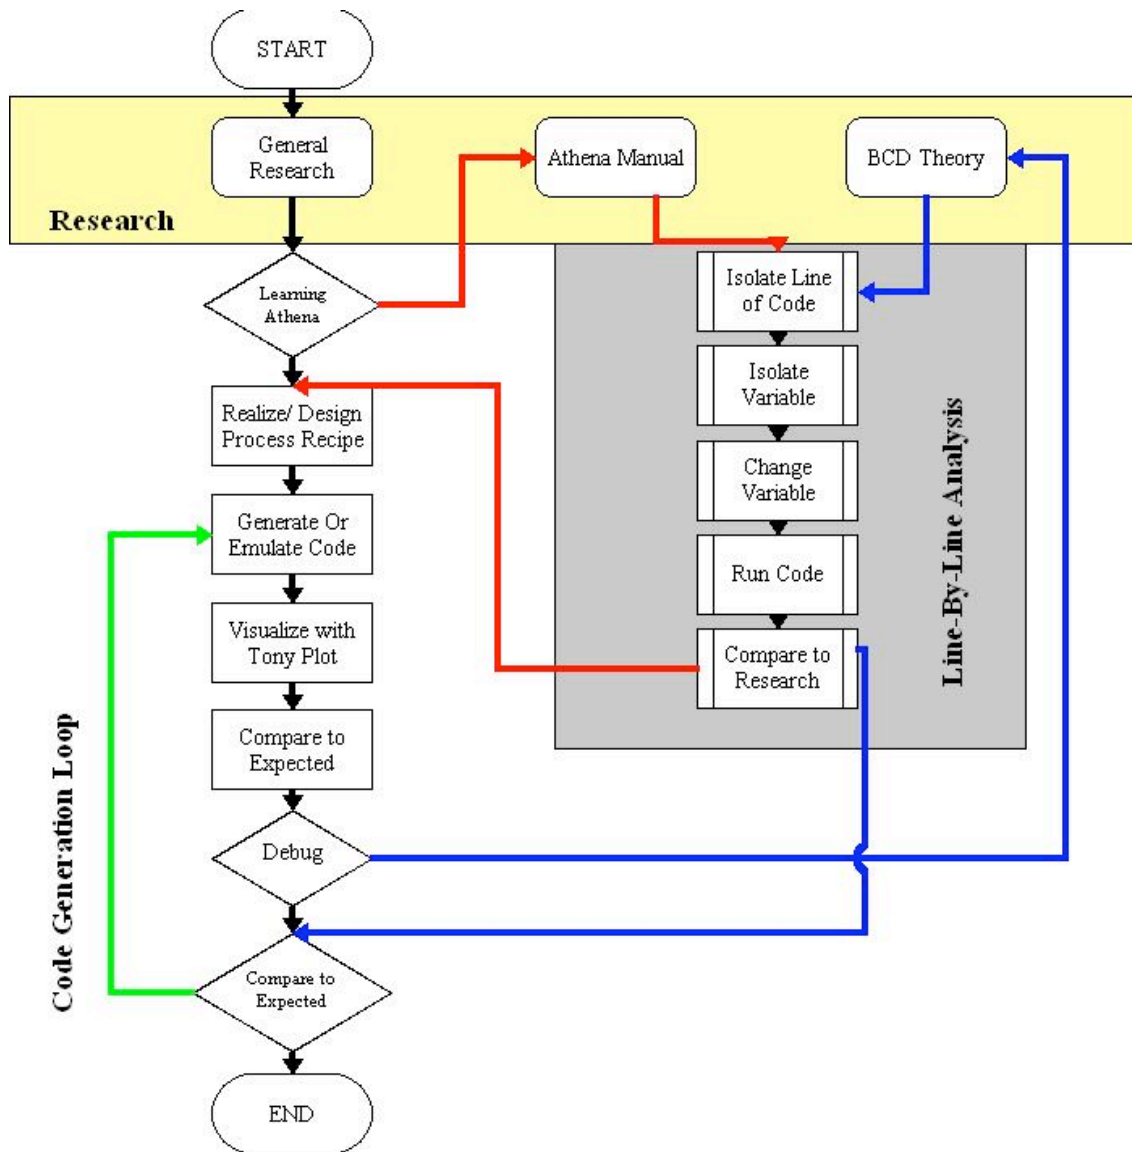 START
General
Research
Athena Manual
BCD Theory
Research
Learning
Athena
Isolate Line
of Code
Realize/ Design
Process Recipe
Isolate
Variable
Generate Or
Emulate Code
Change
Variable
Visualize with
Tony Plot
Run Code
Compare to
Expected
Compare to
Research
Line-By-Line Analysis
Debug
Compare to
Expected
Code Generation Loop
END